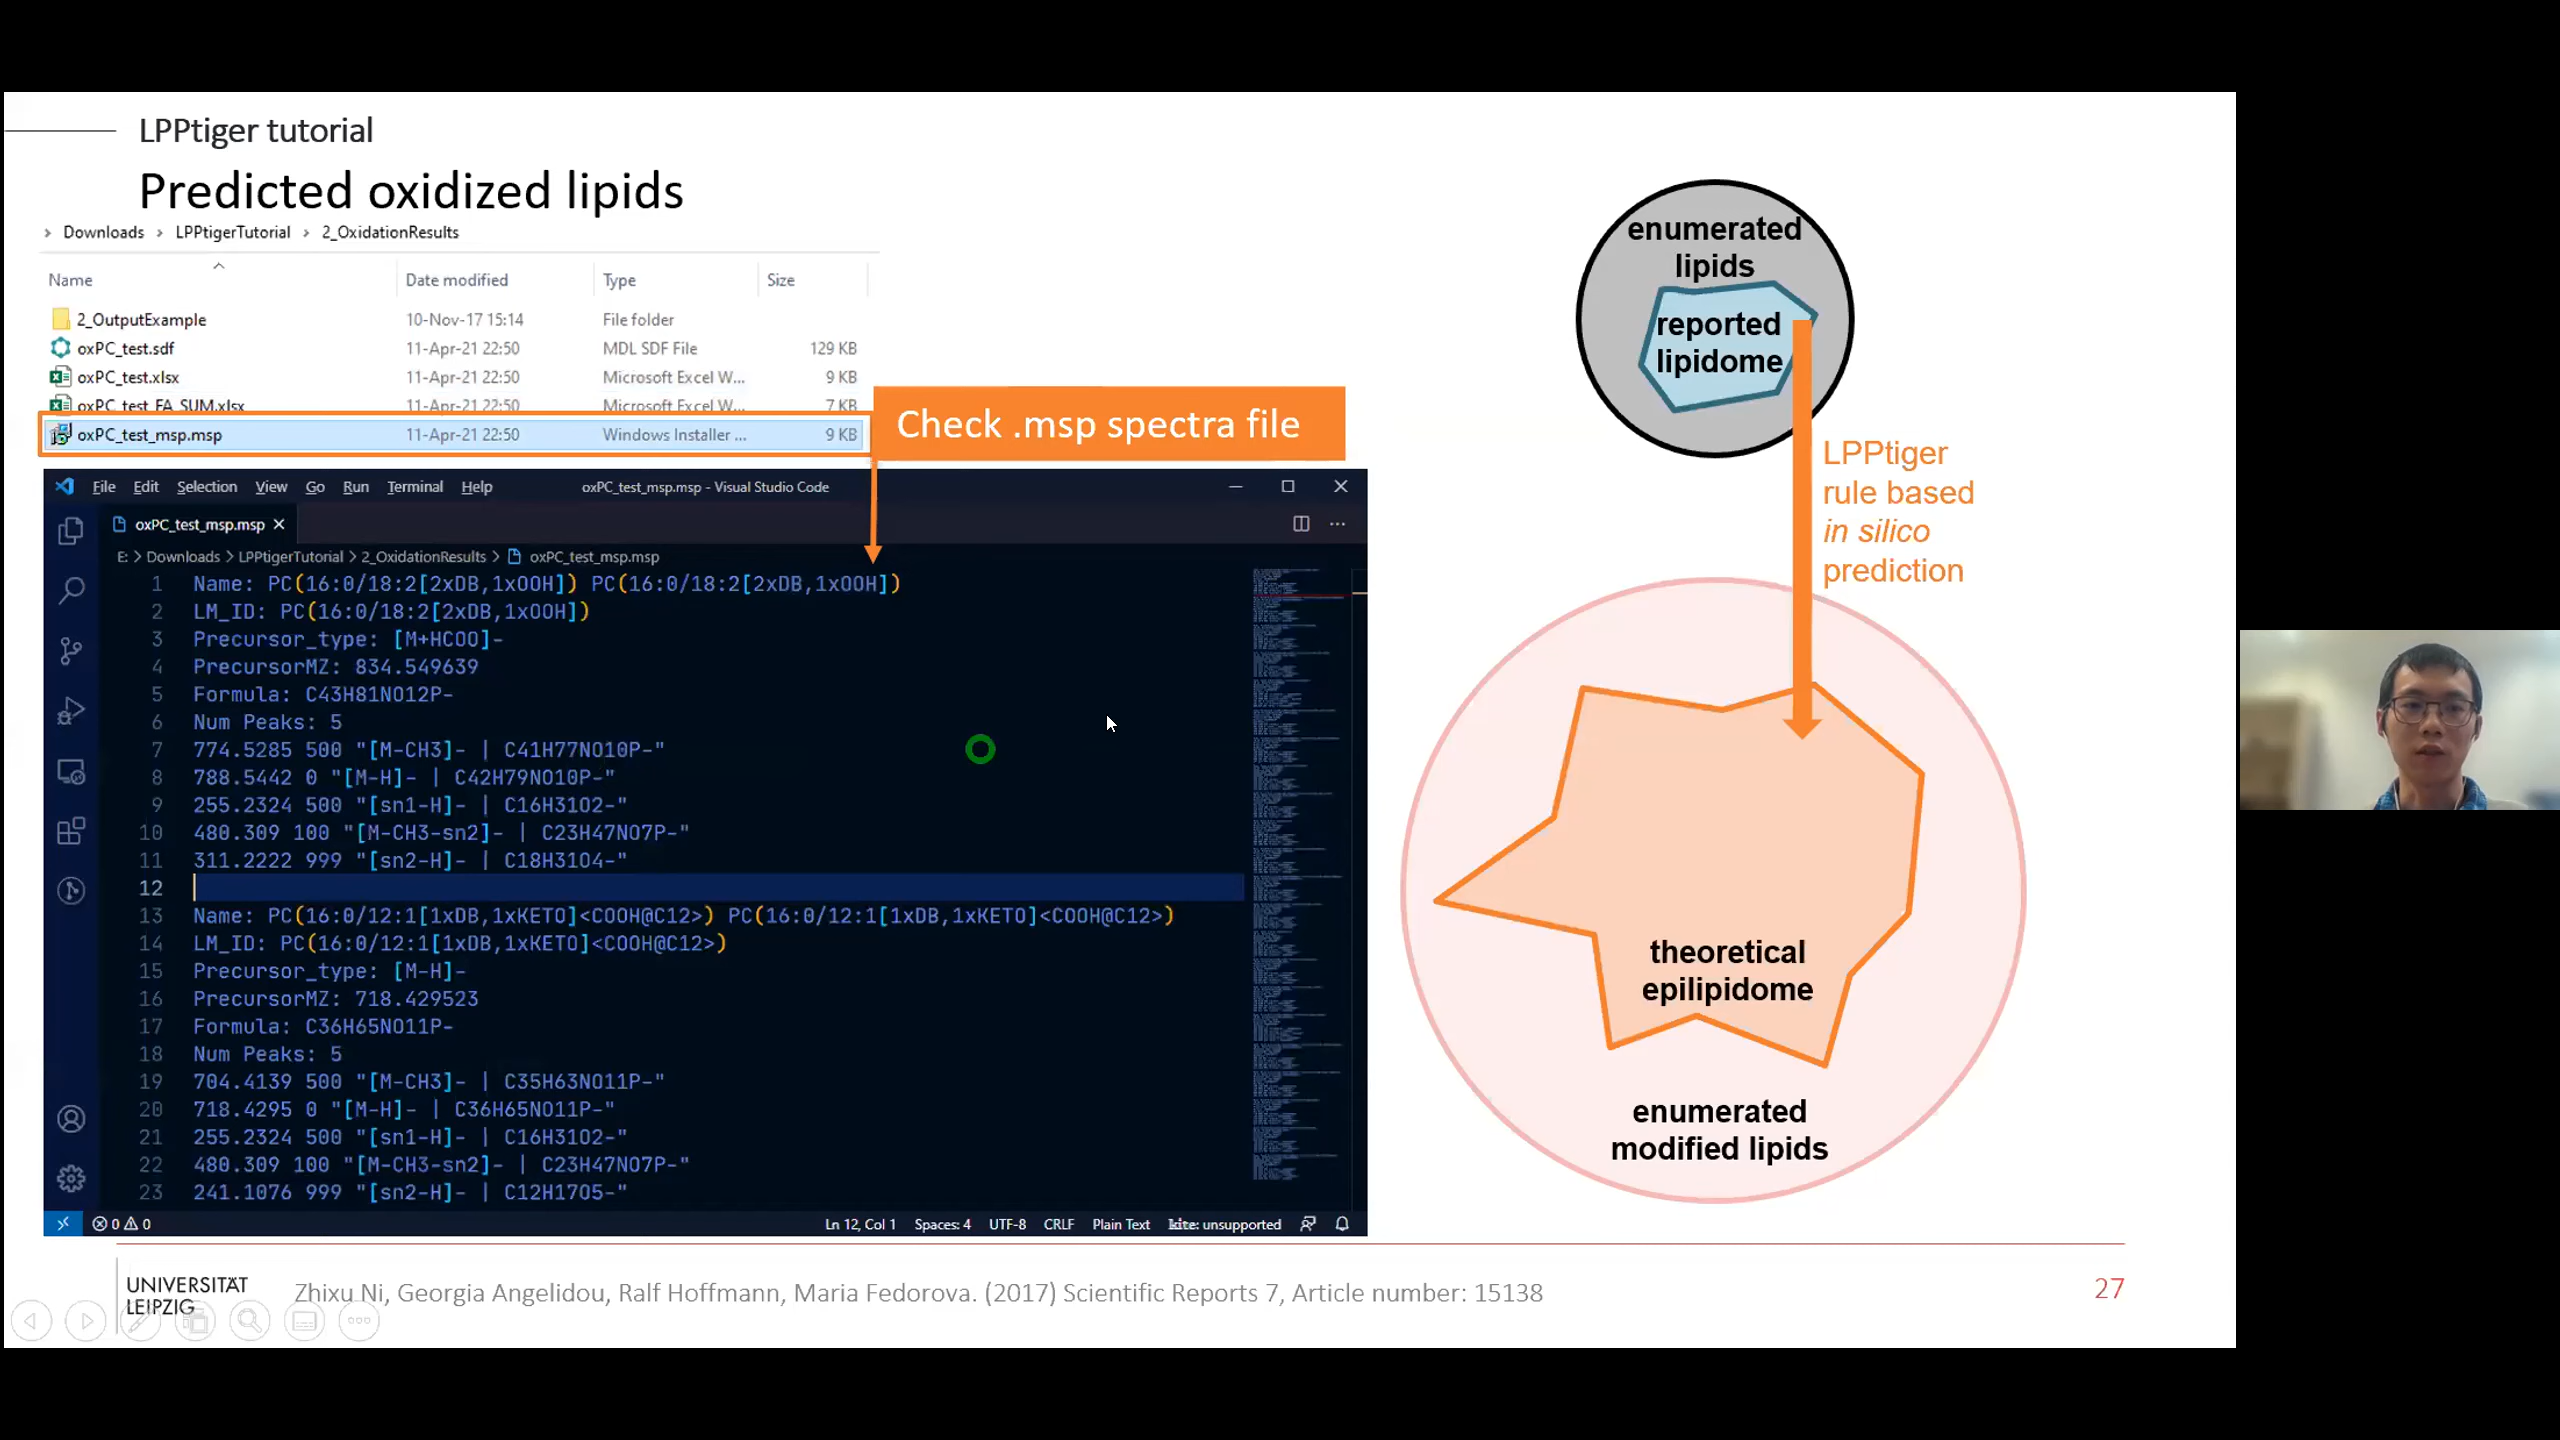 LPPtiger tutorial
Predicted oxidized lipids
Downloads > LPPtigerTutorial > 2_OxidationResults
Name Date modified Type Size
2_OutputExample 10-Nov-17 15:14 File folder
oxPC_test.sdf 11-Apr-21 22:50 MDL SDF File 129 KB
oxPC_test.xlsx 11-Apr-21 22:50 Microsoft Excel W... 9 KB
oxPC_test_FA_SUM.xlsx 11-Apr-21 22:50 Microsoft Excel W... 7 KB
oxPC_test_msp.msp 11-Apr-21 22:50 Windows Installer ... 9 KB
Check .msp spectra file
File Edit Selection View Go Run Terminal Help oxPC_test_msp.msp - Visual Studio Code
oxPC_test_msp.msp
E: > Downloads > LPPtigerTutorial > 2_OxidationResults > oxPC_test_msp.msp
1 Name: PC(16:0/18:2[2xDB,1xOOH]) PC(16:0/18:2[2xDB,1xOOH])
2 LM_ID: PC(16:0/18:2[2xDB,1xOOH])
3 Precursor_type: [M+HCOO]-
4 PrecursorMZ: 834.549639
5 Formula: C43H81NO12P-
6 Num Peaks: 5
7 774.5285 500 "[M-CH3]- | C41H77NO10P-"
8 788.5442 0 "[M-H]- | C42H79NO10P-"
9 255.2324 500 "[sn1-H]- | C16H31O2-"
10 480.309 100 "[M-CH3-sn2]- | C23H47NO7P-"
11 311.2222 999 "[sn2-H]- | C18H31O4-"
12
13 Name: PC(16:0/12:1[1xDB,1xKETO]<COOH@C12>) PC(16:0/12:1[1xDB,1xKETO]<COOH@C12>)
14 LM_ID: PC(16:0/12:1[1xDB,1xKETO]<COOH@C12>)
15 Precursor_type: [M-H]-
16 PrecursorMZ: 718.429523
17 Formula: C36H65NO11P-
18 Num Peaks: 5
19 704.4139 500 "[M-CH3]- | C35H63NO11P-"
20 718.4295 0 "[M-H]- | C36H65NO11P-"
21 255.2324 500 "[sn1-H]- | C16H31O2-"
22 480.309 100 "[M-CH3-sn2]- | C23H47NO7P-"
23 241.1076 999 "[sn2-H]- | C12H17O5-"
0 0 Ln 12, Col 1 Spaces: 4 UTF-8 CRLF Plain Text kite: unsupported
enumerated
lipids
reported
lipidome
LPPtiger
rule based
in silico
prediction
theoretical
epilipidome
enumerated
modified lipids
UNIVERSITÄT
LEIPZIG
Zhixu Ni, Georgia Angelidou, Ralf Hoffmann, Maria Fedorova. (2017) Scientific Reports 7, Article number: 15138
27